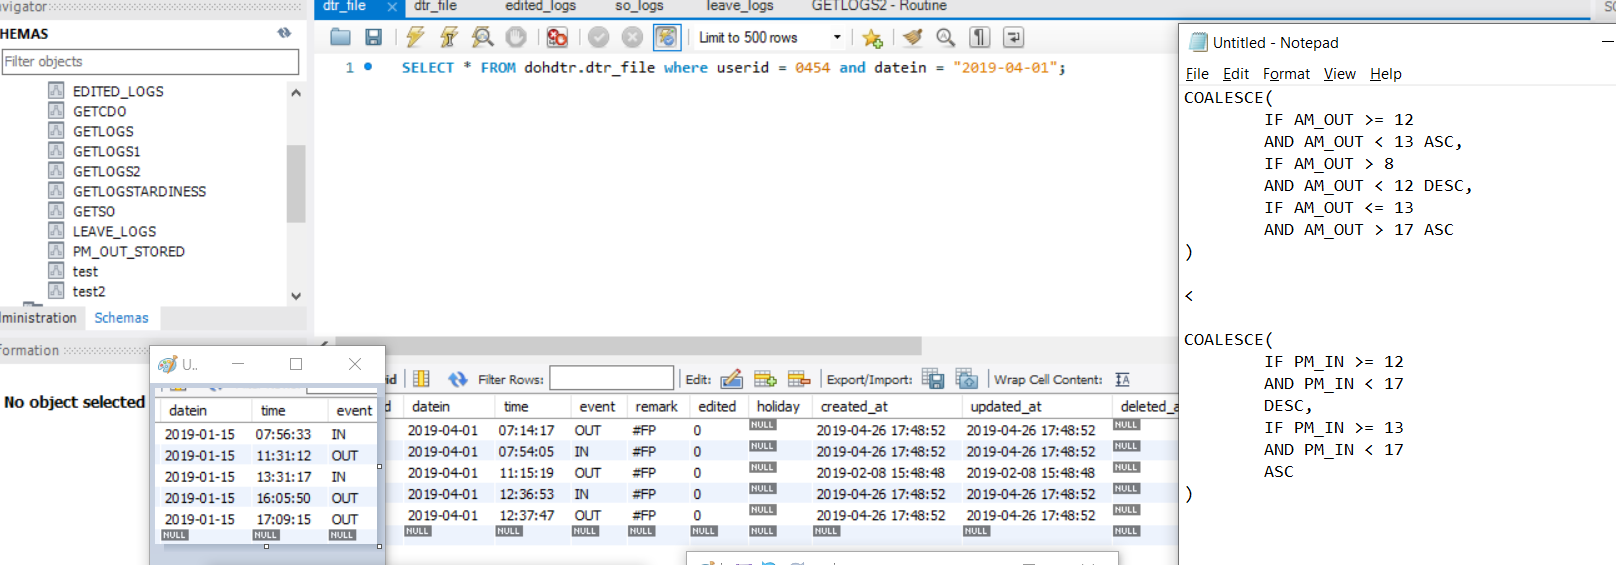 avigator
dtr_file
dtr_file
edited_logs
so_logs
leave_logs
GETLOGS2 - Routine
SC
HEMAS
Filter objects
EDITED_LOGS
GETCDO
GETLOGS
GETLOGS1
GETLOGS2
GETLOGSTARDINESS
GETSO
LEAVE_LOGS
PM_OUT_STORED
test
test2
ministration Schemas
formation
No object selected
Limit to 500 rows
1 SELECT * FROM dohdtr.dtr_file where userid = 0454 and datein = "2019-04-01";
U..
datein time event
2019-01-15 07:56:33 IN
2019-01-15 11:31:12 OUT
2019-01-15 13:31:17 IN
2019-01-15 16:05:50 OUT
2019-01-15 17:09:15 OUT
NULL NULL NULL
id Filter Rows: Edit: Export/Import: Wrap Cell Content:
d datein time event remark edited holiday created_at updated_at deleted_a
2019-04-01 07:14:17 OUT #FP 0 NULL 2019-04-26 17:48:52 2019-04-26 17:48:52 NULL
2019-04-01 07:54:05 IN #FP 0 NULL 2019-04-26 17:48:52 2019-04-26 17:48:52 NULL
2019-04-01 11:15:19 OUT #FP 0 NULL 2019-02-08 15:48:48 2019-02-08 15:48:48 NULL
2019-04-01 12:36:53 IN #FP 0 NULL 2019-04-26 17:48:52 2019-04-26 17:48:52 NULL
2019-04-01 12:37:47 OUT #FP 0 NULL 2019-04-26 17:48:52 2019-04-26 17:48:52 NULL
NULL NULL NULL NULL NULL NULL NULL NULL NULL
Untitled - Notepad
File Edit Format View Help
COALESCE(
IF AM_OUT >= 12
AND AM_OUT < 13 ASC,
IF AM_OUT > 8
AND AM_OUT < 12 DESC,
IF AM_OUT <= 13
AND AM_OUT > 17 ASC
)
<
COALESCE(
IF PM_IN >= 12
AND PM_IN < 17
DESC,
IF PM_IN >= 13
AND PM_IN < 17
ASC
)